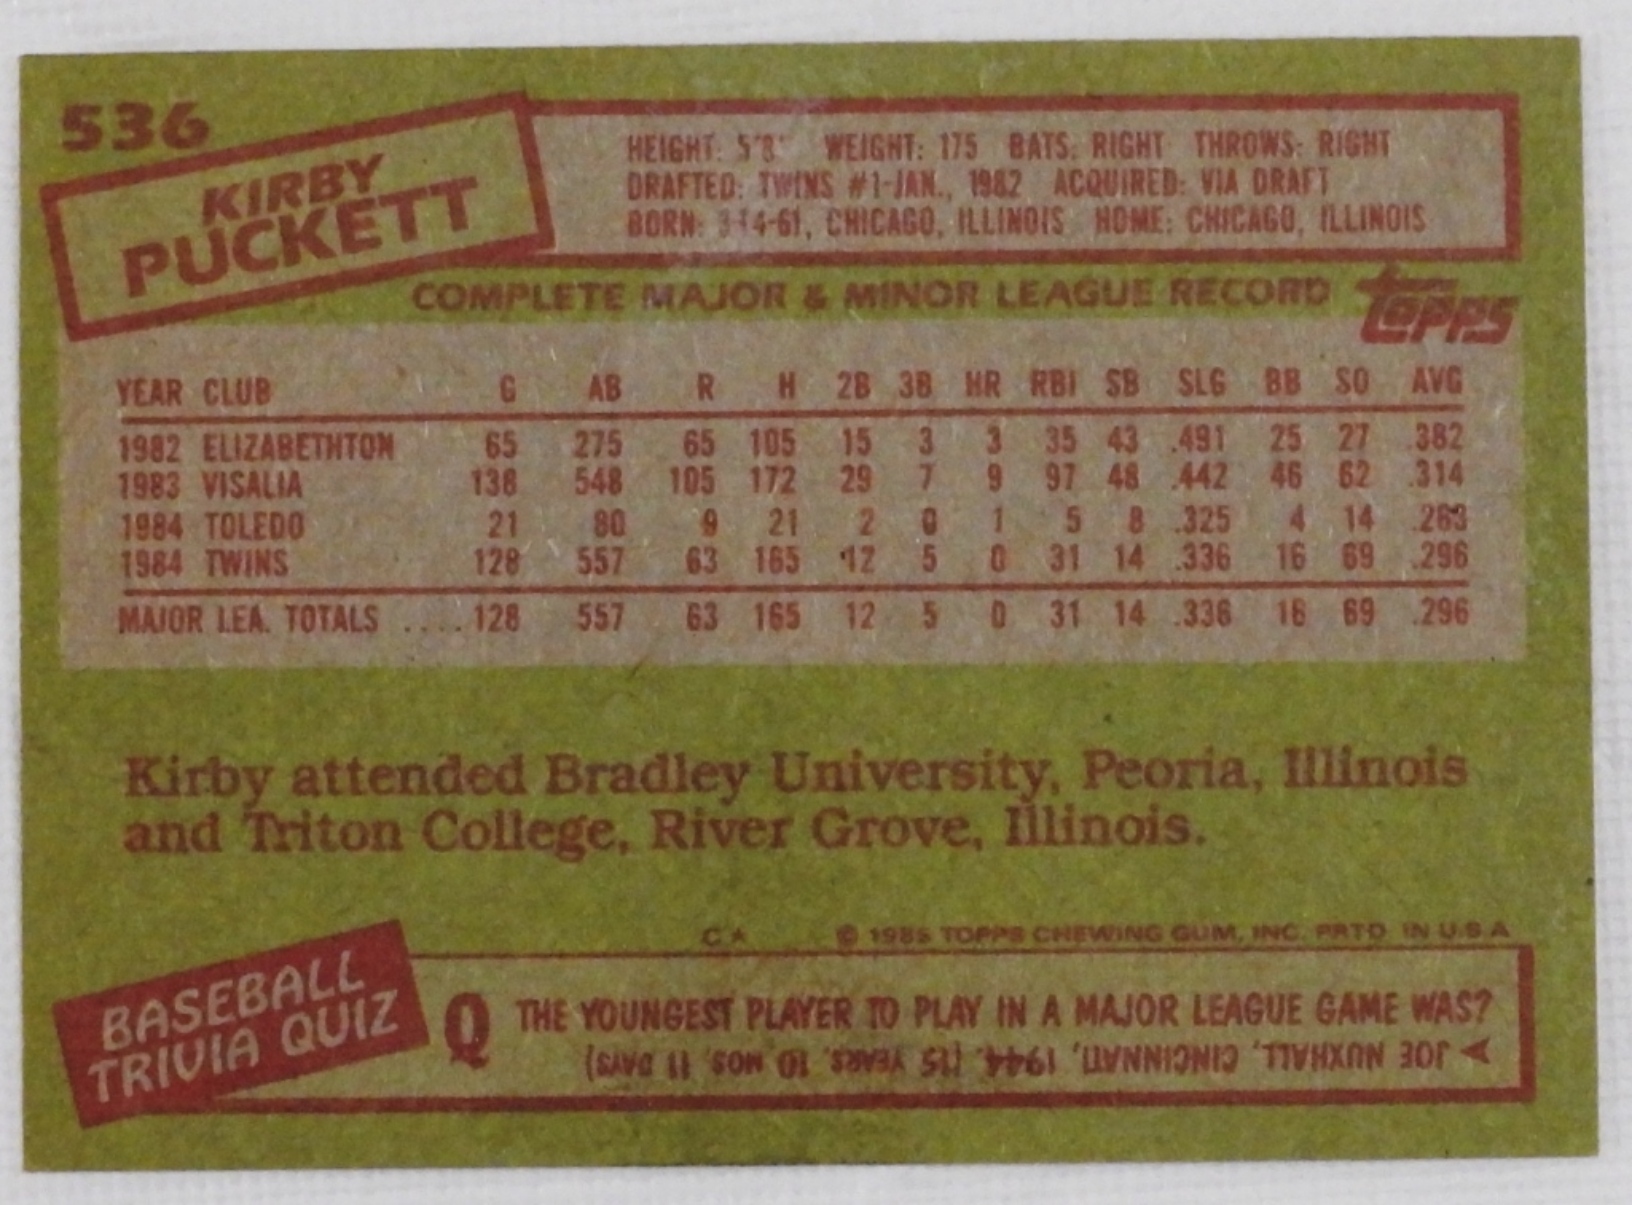 536
KIRBY
PUCKETT
HEIGHT: 5'8" WEIGHT: 175 BATS: RIGHT THROWS: RIGHT
DRAFTED: TWINS #1-JAN., 1982 ACQUIRED: VIA DRAFT
BORN: 3-14-61, CHICAGO, ILLINOIS HOME: CHICAGO, ILLINOIS
COMPLETE MAJOR & MINOR LEAGUE RECORD
topps
YEAR CLUB G AB R H 2B 3B HR RBI SB SLG BB SO AVG
1982 ELIZABETHTON 65 275 65 105 15 3 3 35 43 .491 25 27 .382
1983 VISALIA 138 548 105 172 29 7 9 97 48 .442 46 62 .314
1984 TOLEDO 21 80 9 21 2 0 1 5 8 .325 4 14 .263
1984 TWINS 128 557 63 165 12 5 0 31 14 .336 16 69 .296
MAJOR LEA. TOTALS .... 128 557 63 165 12 5 0 31 14 .336 16 69 .296
Kirby attended Bradley University, Peoria, Illinois
and Triton College, River Grove, Illinois.
C★ © 1985 TOPPS CHEWING GUM, INC. PRTD. IN U.S.A.
BASEBALL
TRIVIA QUIZ
Q THE YOUNGEST PLAYER TO PLAY IN A MAJOR LEAGUE GAME WAS?
JOE NUXHALL, CINCINNATI, 1944. (15 YEARS, 10 MOS. 11 DAYS)